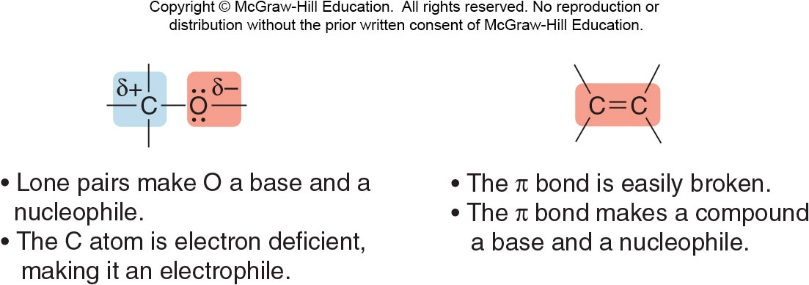 Copyright © McGraw-Hill Education. All rights reserved. No reproduction or
distribution without the prior written consent of McGraw-Hill Education.
δ+ C O δ−
C=C
• Lone pairs make O a base and a
nucleophile.
• The C atom is electron deficient,
making it an electrophile.
• The π bond is easily broken.
• The π bond makes a compound
a base and a nucleophile.